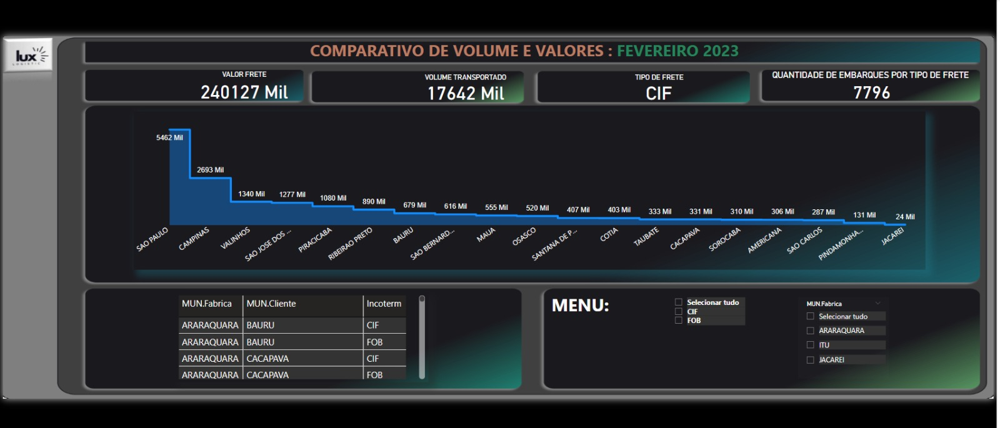 lux
LOGISTIC
COMPARATIVO DE VOLUME E VALORES : FEVEREIRO 2023
VALOR FRETE
240127 Mil
VOLUME TRANSPORTADO
17642 Mil
TIPO DE FRETE
CIF
QUANTIDADE DE EMBARQUES POR TIPO DE FRETE
7796
5462 Mil
2693 Mil
1340 Mil
1277 Mil
1080 Mil
890 Mil
679 Mil
616 Mil
555 Mil
520 Mil
407 Mil
403 Mil
333 Mil
331 Mil
310 Mil
306 Mil
287 Mil
131 Mil
24 Mil
SAO PAULO
CAMPINAS
VALINHOS
SAO JOSE DOS ...
PIRACICABA
RIBEIRAO PRETO
BAURU
SAO BERNARD...
MAUA
OSASCO
SANTANA DE P...
COTIA
TAUBATE
CACAPAVA
SOROCABA
AMERICANA
SAO CARLOS
PINDAMONHA...
JACAREI
MUN.Fabrica MUN.Cliente Incoterm
ARARAQUARA BAURU CIF
ARARAQUARA BAURU FOB
ARARAQUARA CACAPAVA CIF
ARARAQUARA CACAPAVA FOB
MENU:
Selecionar tudo
CIF
FOB
MUN.Fabrica
Selecionar tudo
ARARAQUARA
ITU
JACAREI